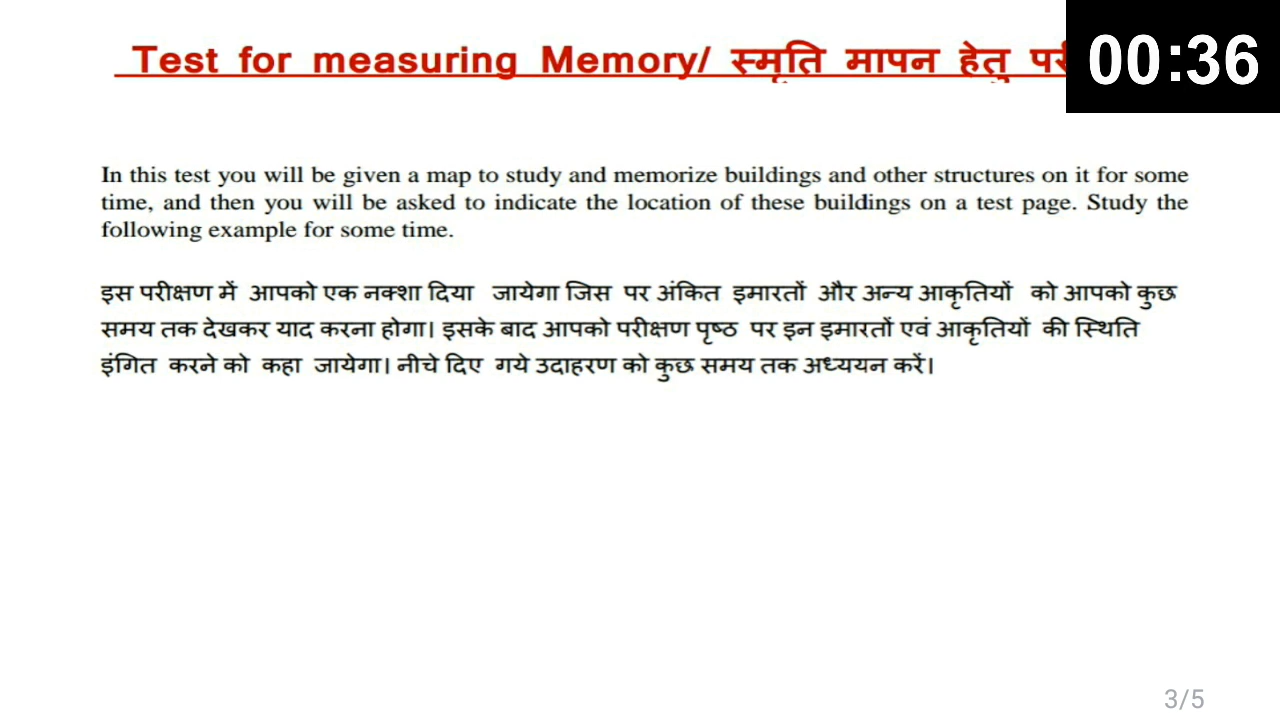 Test for measuring Memory/ स्मृति मापन हेतु
00:36
In this test you will be given a map to study and memorize buildings and other structures on it for some
time, and then you will be asked to indicate the location of these buildings on a test page. Study the
following example for some time.
इस परीक्षण में आपको एक नक्शा दिया जायेगा जिस पर अंकित इमारतों और अन्य आकृतियों को आपको कुछ
समय तक देखकर याद करना होगा। इसके बाद आपको परीक्षण पृष्ठ पर इन इमारतों एवं आकृतियों की स्थिति
इंगित करने को कहा जायेगा। नीचे दिए गये उदाहरण को कुछ समय तक अध्ययन करें।
3/5